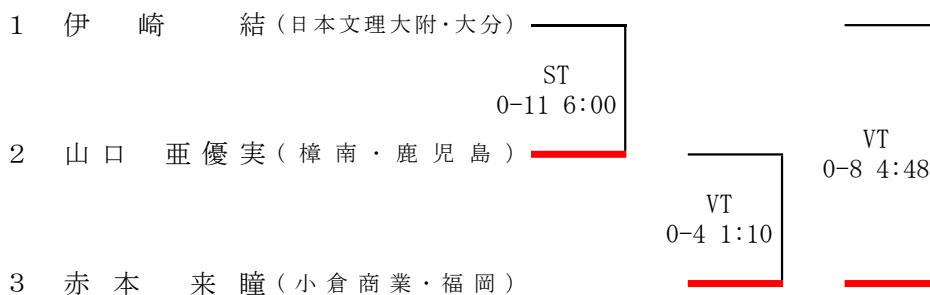 1 伊崎 結(日本文理大附・大分)
ST
0-11 6:00
2 山口 亜優実(樟南・鹿児島)
VT
0-8 4:48
VT
0-4 1:10
3 赤本 来瞳(小倉商業・福岡)